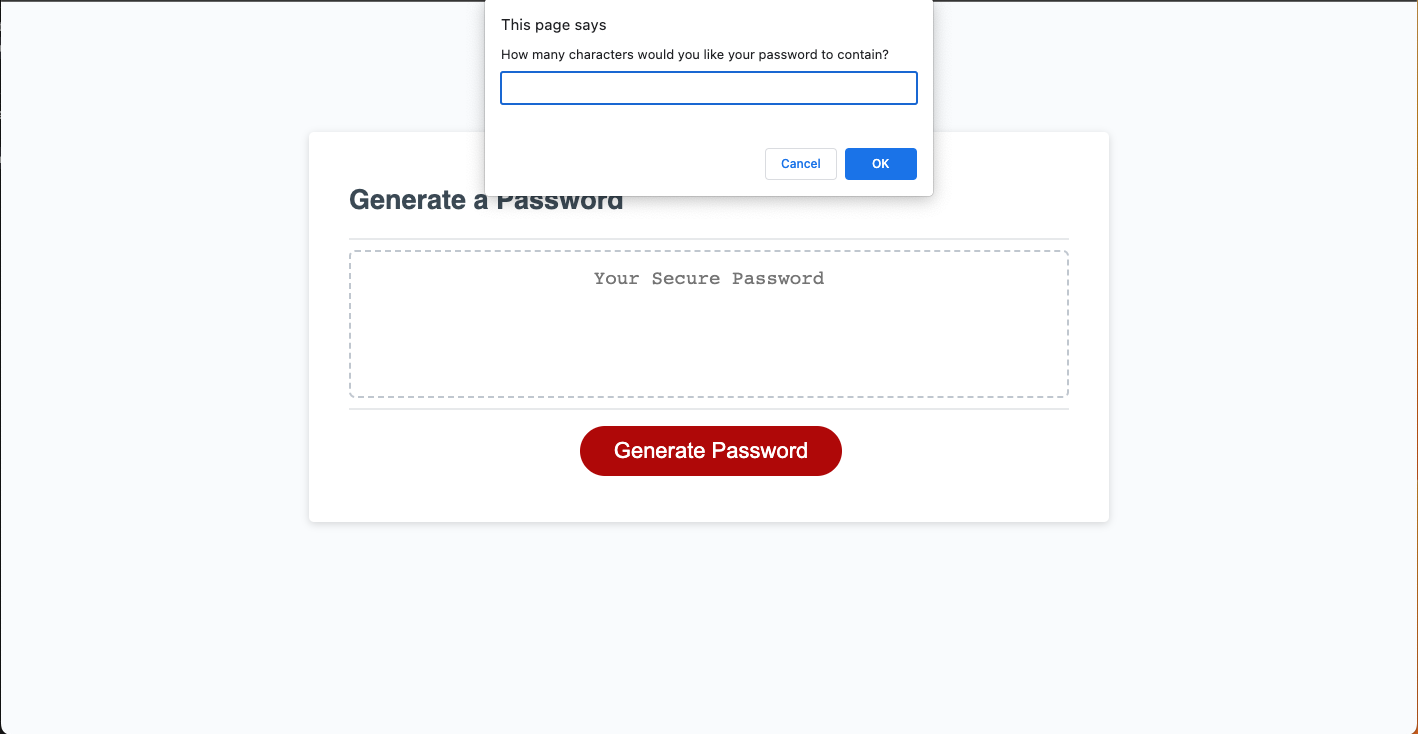 This page says
How many characters would you like your password to contain?
Cancel
OK
Generate a Password
Your Secure Password
Generate Password